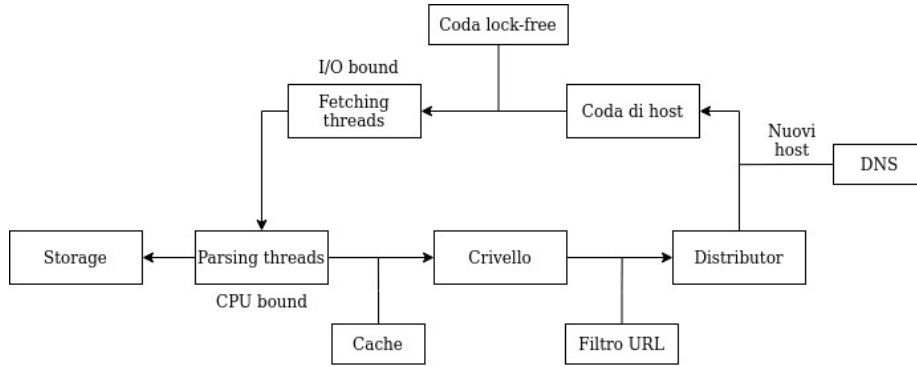 Coda lock-free
I/O bound
Fetching
threads
Coda di host
Nuovi
host
DNS
Storage
Parsing threads
Crivello
Distributor
CPU bound
Cache
Filtro URL